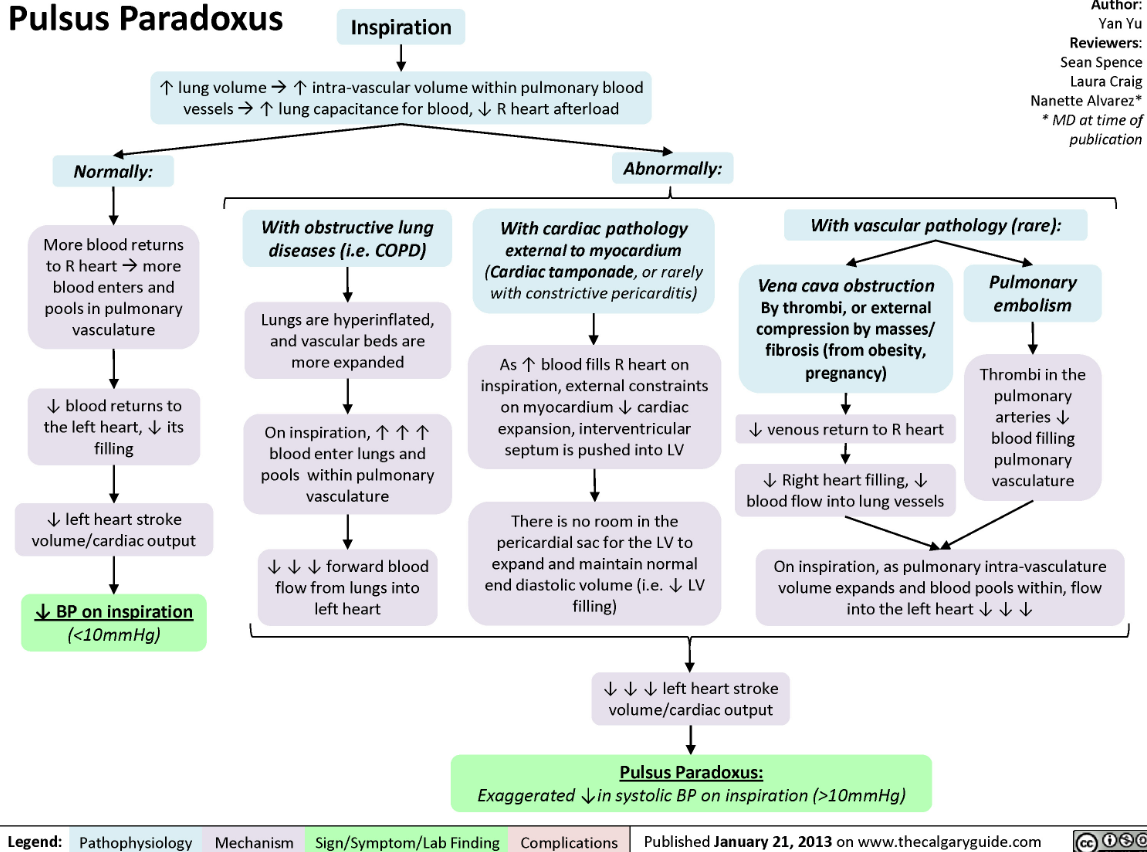 Pulsus Paradoxus
Author:
Yan Yu
Reviewers:
Sean Spence
Laura Craig
Nanette Alvarez*
* MD at time of
publication
Inspiration
↑ lung volume → ↑ intra-vascular volume within pulmonary blood
vessels → ↑ lung capacitance for blood, ↓ R heart afterload
Normally:
More blood returns
to R heart → more
blood enters and
pools in pulmonary
vasculature
↓ blood returns to
the left heart, ↓ its
filling
↓ left heart stroke
volume/cardiac output
↓ BP on inspiration
(<10mmHg)
Abnormally:
With obstructive lung
diseases (i.e. COPD)
Lungs are hyperinflated,
and vascular beds are
more expanded
On inspiration, ↑ ↑ ↑
blood enter lungs and
pools within pulmonary
vasculature
↓ ↓ ↓ forward blood
flow from lungs into
left heart
With cardiac pathology
external to myocardium
(Cardiac tamponade, or rarely
with constrictive pericarditis)
As ↑ blood fills R heart on
inspiration, external constraints
on myocardium ↓ cardiac
expansion, interventricular
septum is pushed into LV
There is no room in the
pericardial sac for the LV to
expand and maintain normal
end diastolic volume (i.e. ↓ LV
filling)
With vascular pathology (rare):
Vena cava obstruction
By thrombi, or external
compression by masses/
fibrosis (from obesity,
pregnancy)
↓ venous return to R heart
↓ Right heart filling, ↓
blood flow into lung vessels
Pulmonary
embolism
Thrombi in the
pulmonary
arteries ↓
blood filling
pulmonary
vasculature
On inspiration, as pulmonary intra-vasculature
volume expands and blood pools within, flow
into the left heart ↓ ↓ ↓
↓ ↓ ↓ left heart stroke
volume/cardiac output
Pulsus Paradoxus:
Exaggerated ↓in systolic BP on inspiration (>10mmHg)
Legend: Pathophysiology Mechanism Sign/Symptom/Lab Finding Complications Published January 21, 2013 on www.thecalgaryguide.com cc